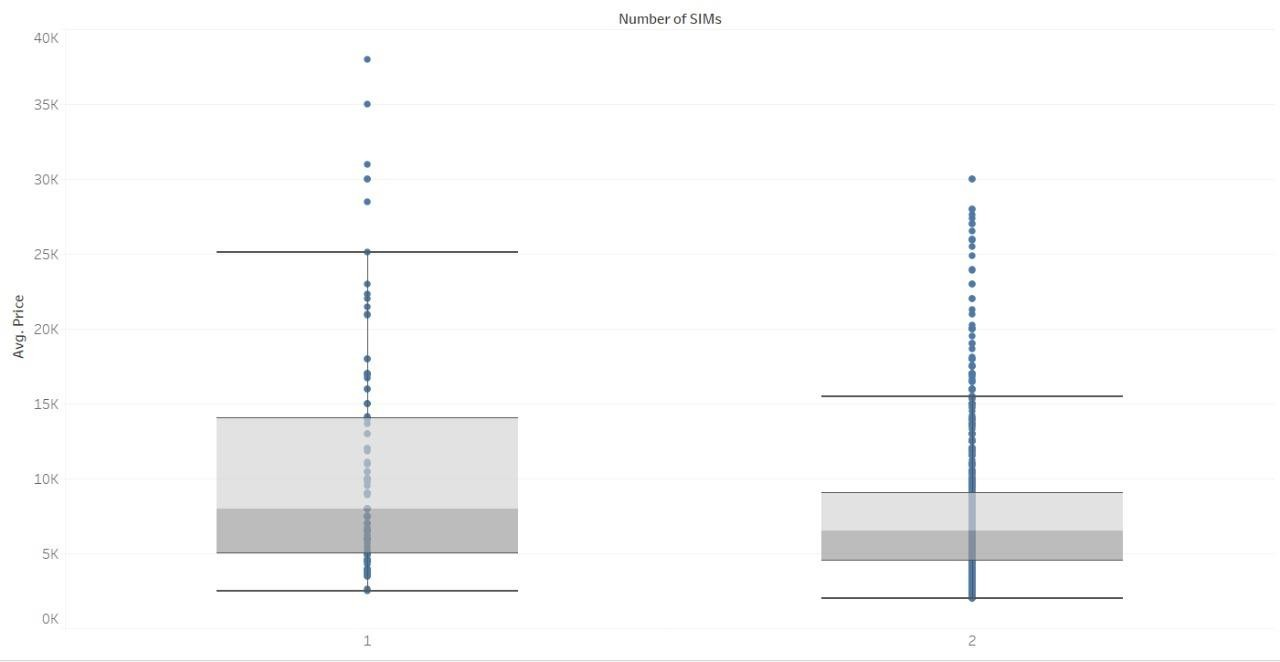 Number of SIMs
40K
35K
30K
25K
20K
15K
10K
5K
0K
Avg. Price
1
2